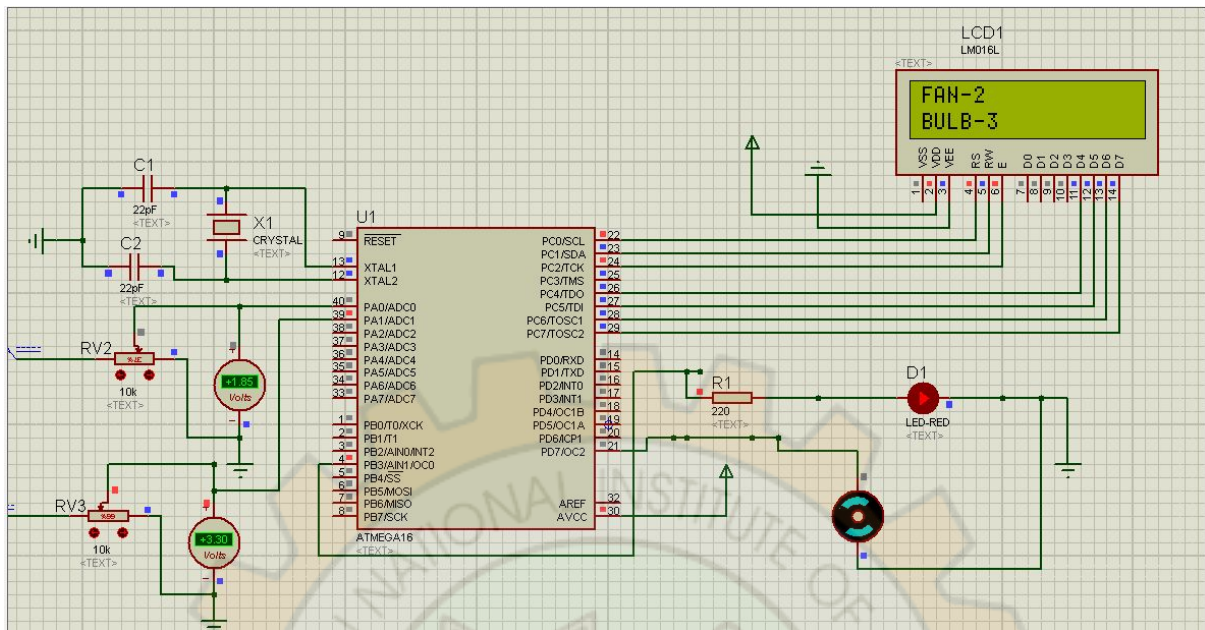 LCD1
LM016L
<TEXT>
FAN-2
BULB-3
VSS
VDD
VEE
RS
RW
E
D0
D1
D2
D3
D4
D5
D6
D7
1
2
3
4
5
6
7
8
9
10
11
12
13
14
C1
22pF
<TEXT>
X1
CRYSTAL
<TEXT>
C2
22pF
<TEXT>
U1
9 RESET
13 XTAL1
12 XTAL2
40 PA0/ADC0
39 PA1/ADC1
38 PA2/ADC2
37 PA3/ADC3
36 PA4/ADC4
35 PA5/ADC5
34 PA6/ADC6
33 PA7/ADC7
1 PB0/T0/XCK
2 PB1/T1
3 PB2/AIN0/INT2
4 PB3/AIN1/OC0
5 PB4/SS
6 PB5/MOSI
7 PB6/MISO
8 PB7/SCK
PC0/SCL 22
PC1/SDA 23
PC2/TCK 24
PC3/TMS 25
PC4/TDO 26
PC5/TDI 27
PC6/TOSC1 28
PC7/TOSC2 29
PD0/RXD 14
PD1/TXD 15
PD2/INT0 16
PD3/INT1 17
PD4/OC1B 18
PD5/OC1A 19
PD6/ICP1 20
PD7/OC2 21
AREF 32
AVCC 30
ATMEGA16
<TEXT>
RV2
10k
<TEXT>
+1.85
Volts
RV3
10k
<TEXT>
+3.30
Volts
R1
220
<TEXT>
D1
LED-RED
<TEXT>
NATIONAL INSTITUTE OF